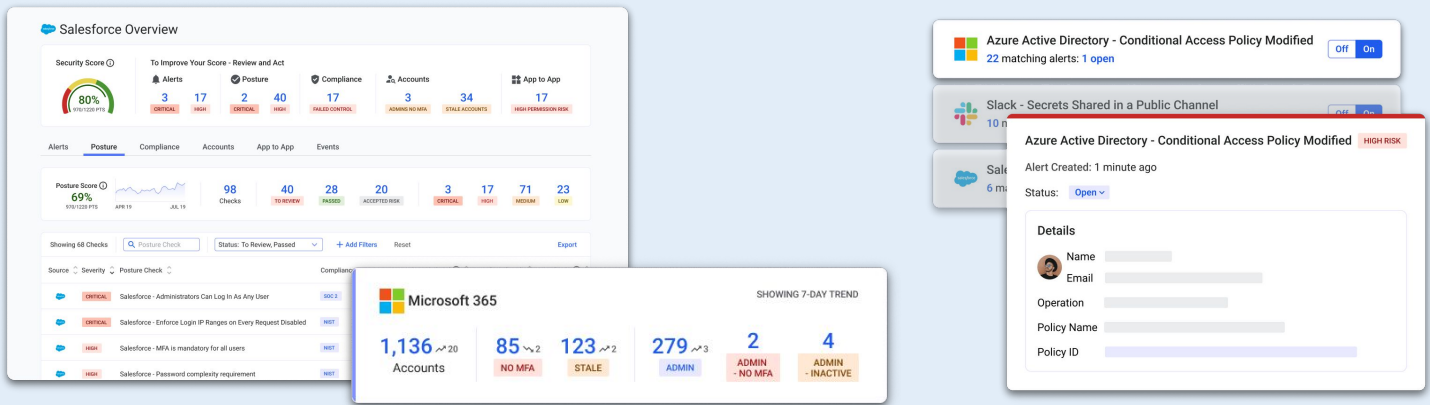 Salesforce Overview
Security Score
80%
970/1220 PTS
To Improve Your Score - Review and Act
Alerts
3 17
CRITICAL HIGH
Posture
2 40
CRITICAL HIGH
Compliance
17
FAILED CONTROL
Accounts
3 34
ADMINS NO MFA STALE ACCOUNTS
App to App
17
HIGH PERMISSION RISK
Alerts Posture Compliance Accounts App to App Events
Posture Score
69%
970/1220 PTS
APR 19 JUL 19
98 40 28 20 3 17 71 23
Checks TO REVIEW PASSED ACCEPTED RISK CRITICAL HIGH MEDIUM LOW
Showing 68 Checks Posture Check Status: To Review, Passed + Add Filters Reset Export
Source Severity Posture Check Complianc
CRITICAL Salesforce - Administrators Can Log In As Any User SOC 2
CRITICAL Salesforce - Enforce Login IP Ranges on Every Request Disabled NIST
HIGH Salesforce - MFA is mandatory for all users NIST
HIGH Salesforce - Password complexity requirement NIST
Microsoft 365 SHOWING 7-DAY TREND
1,136 20 85 2 123 2 279 3 2 4
Accounts NO MFA STALE ADMIN ADMIN ADMIN
- NO MFA - INACTIVE
Azure Active Directory - Conditional Access Policy Modified Off On
22 matching alerts: 1 open
Slack - Secrets Shared in a Public Channel Off On
10 m
Sale
6 ma
Azure Active Directory - Conditional Access Policy Modified HIGH RISK
Alert Created: 1 minute ago
Status: Open
Details
Name
Email
Operation
Policy Name
Policy ID